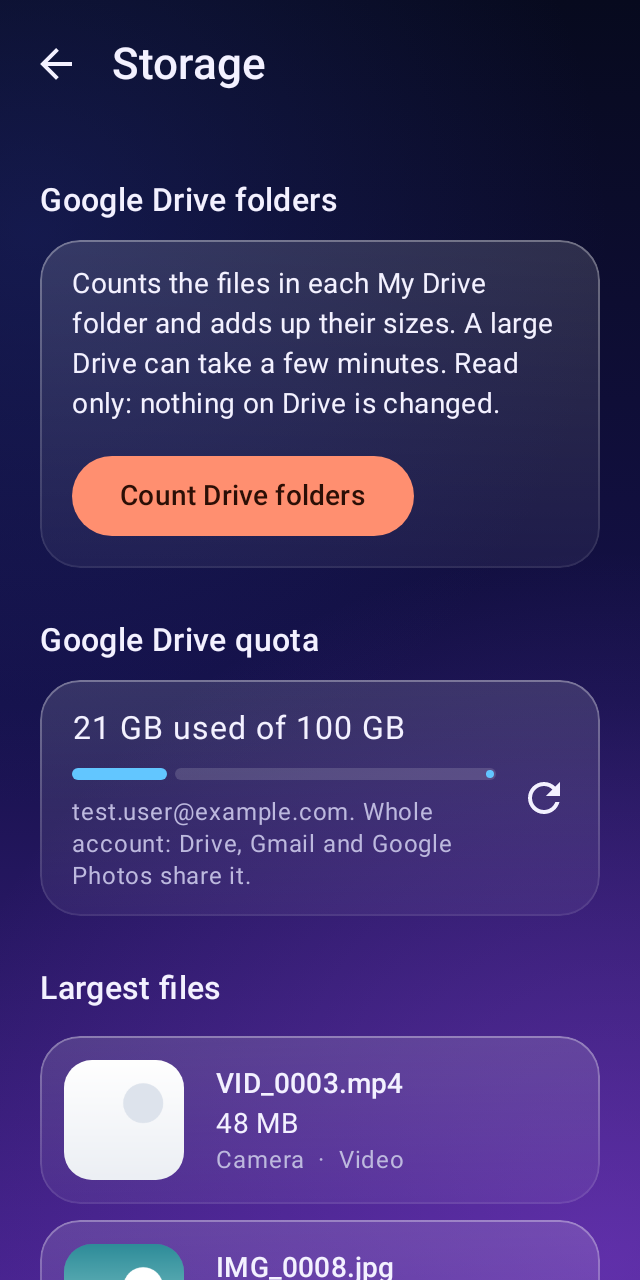 Storage
Google Drive folders
Counts the files in each My Drive
folder and adds up their sizes. A large
Drive can take a few minutes. Read
only: nothing on Drive is changed.
Count Drive folders
Google Drive quota
21 GB used of 100 GB
test.user@example.com. Whole
account: Drive, Gmail and Google
Photos share it.
Largest files
VID_0003.mp4
48 MB
Camera · Video
IMG_0008.jpg